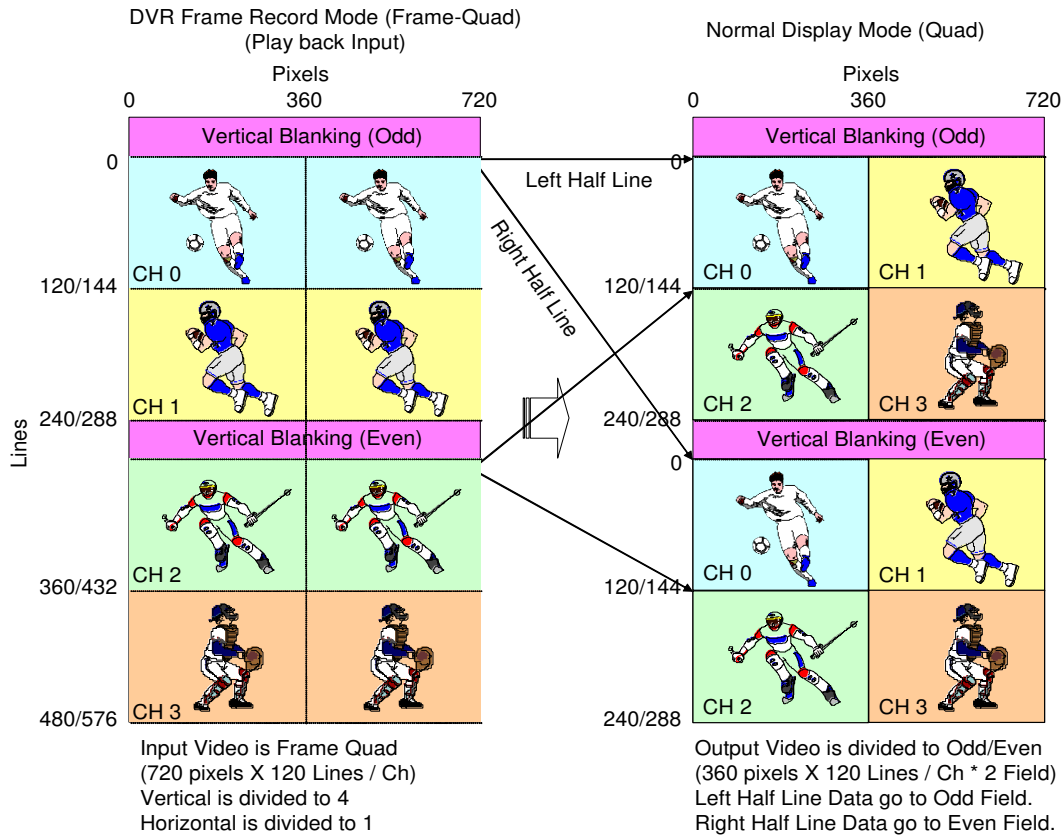 DVR Frame Record Mode (Frame-Quad)
(Play back Input)
Pixels
0 360 720
Vertical Blanking (Odd)
0
CH 0
120/144
CH 1
240/288
Lines
Vertical Blanking (Even)
CH 2
360/432
CH 3
480/576
Input Video is Frame Quad
(720 pixels X 120 Lines / Ch)
Vertical is divided to 4
Horizontal is divided to 1
Left Half Line
Right Half Line
Normal Display Mode (Quad)
Pixels
0 360 720
Vertical Blanking (Odd)
0
CH 0 CH 1
120/144
CH 2 CH 3
240/288
Vertical Blanking (Even)
0
CH 0 CH 1
120/144
CH 2 CH 3
240/288
Output Video is divided to Odd/Even
(360 pixels X 120 Lines / Ch * 2 Field)
Left Half Line Data go to Odd Field.
Right Half Line Data go to Even Field.